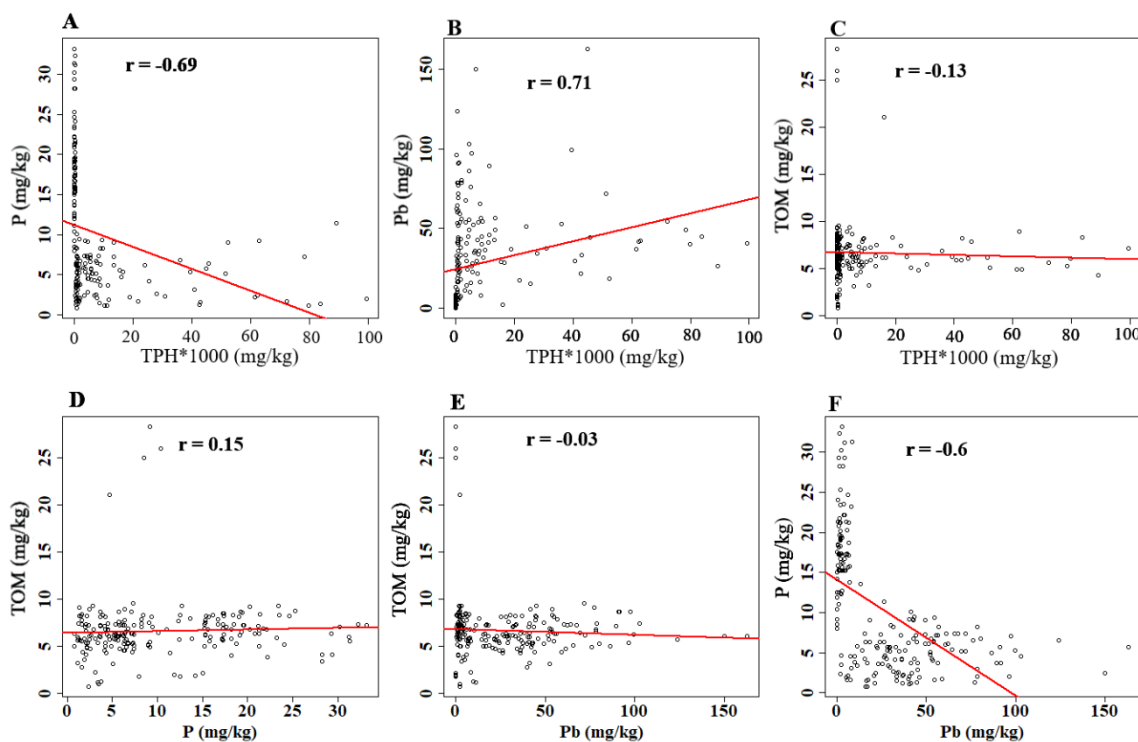 A
r = -0.69
P (mg/kg)
0 5 10 15 20 25 30
0 20 40 60 80 100
TPH*1000 (mg/kg)
B
r = 0.71
Pb (mg/kg)
0 50 100 150
0 20 40 60 80 100
TPH*1000 (mg/kg)
C
r = -0.13
TOM (mg/kg)
0 5 10 15 20 25
0 20 40 60 80 100
TPH*1000 (mg/kg)
D
r = 0.15
TOM (mg/kg)
0 5 10 15 20 25
0 5 10 15 20 25 30
P (mg/kg)
E
r = -0.03
TOM (mg/kg)
0 5 10 15 20 25
0 50 100 150
Pb (mg/kg)
F
r = -0.6
P (mg/kg)
0 5 10 15 20 25 30
0 50 100 150
Pb (mg/kg)